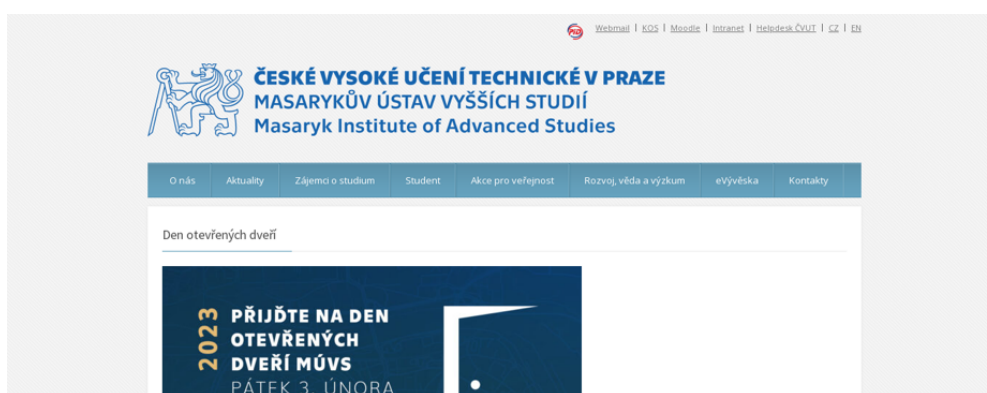 Webmail | KOS | Moodle | Intranet | Helpdesk ČVUT | CZ | EN
ČESKÉ VYSOKÉ UČENÍ TECHNICKÉ V PRAZE
MASARYKŮV ÚSTAV VYŠŠÍCH STUDIÍ
Masaryk Institute of Advanced Studies
O nás Aktuality Zájemci o studium Student Akce pro veřejnost Rozvoj, věda a výzkum eVývěska Kontakty
Den otevřených dveří
2023
PŘIJĎTE NA DEN
OTEVŘENÝCH
DVEŘÍ MÚVS
PÁTEK 3. ÚNORA